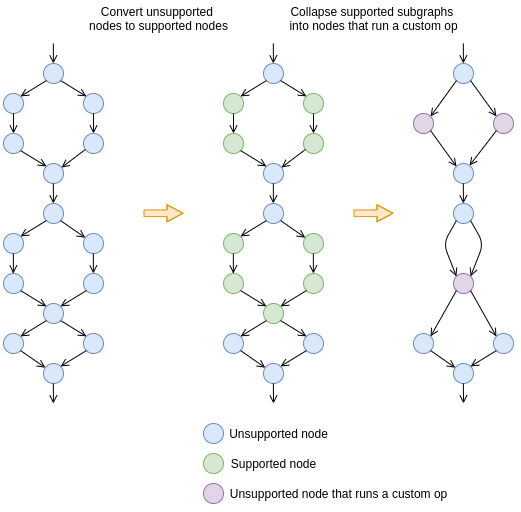 Convert unsupported
nodes to supported nodes
Collapse supported subgraphs
into nodes that run a custom op
Unsupported node
Supported node
Unsupported node that runs a custom op